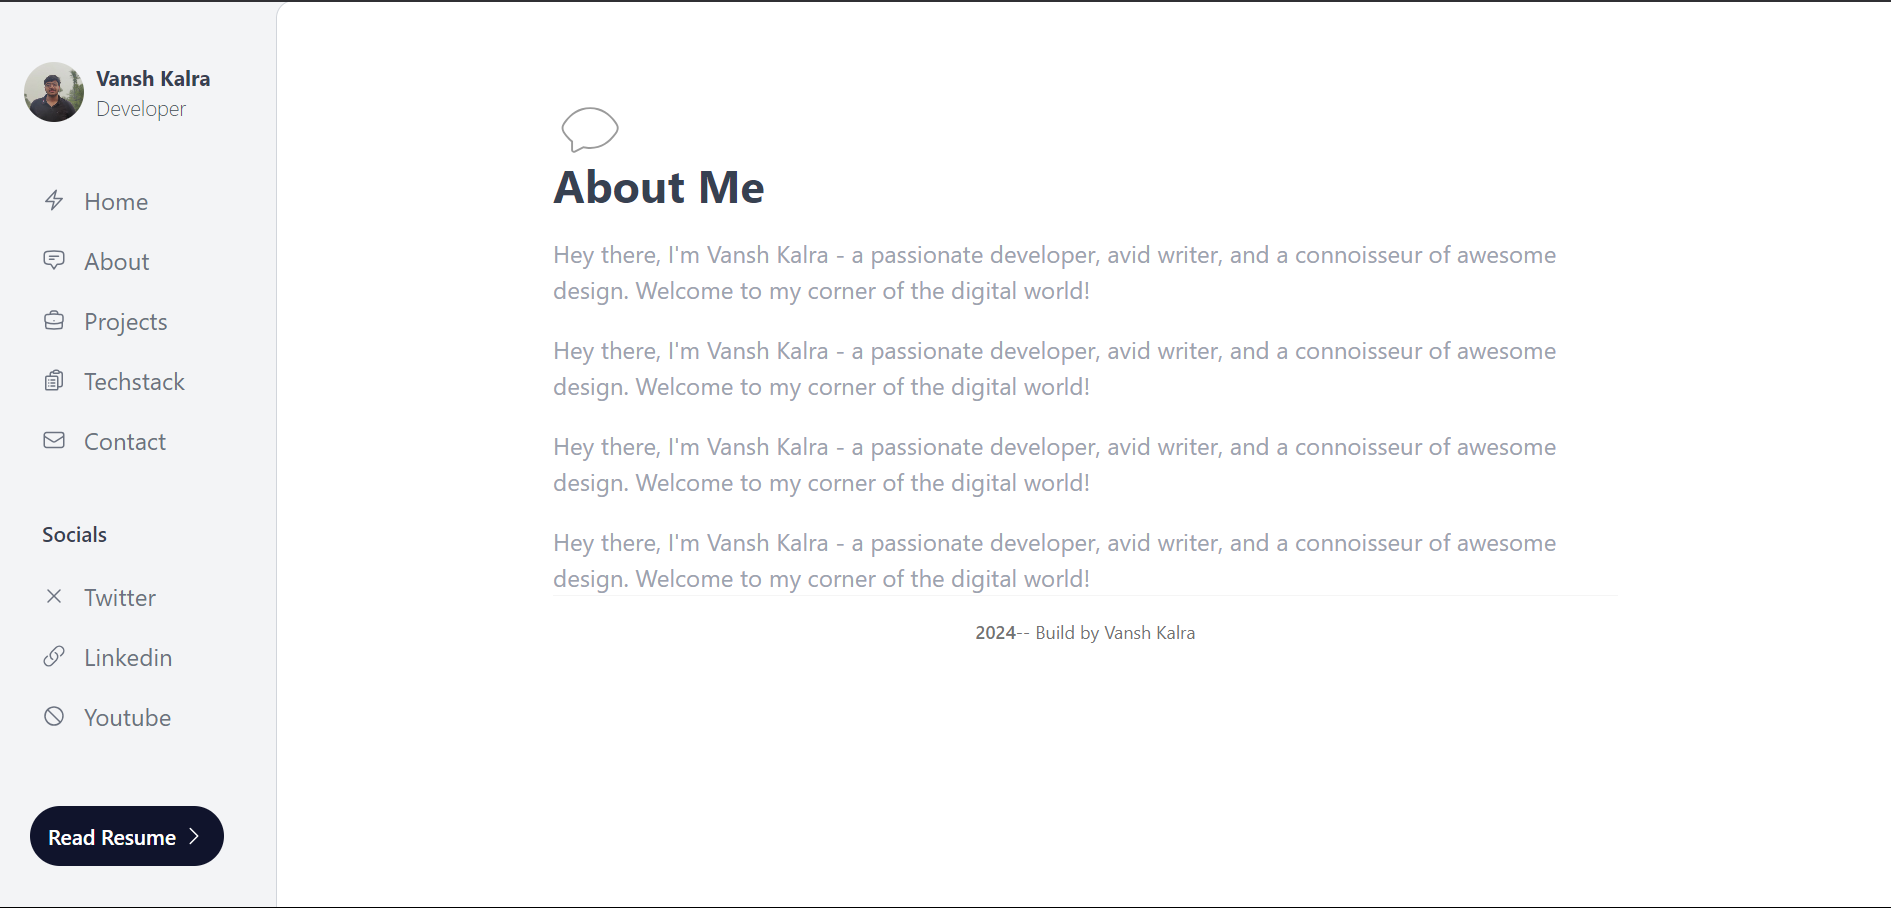 Vansh Kalra
Developer
Home
About
Projects
Techstack
Contact
Socials
Twitter
Linkedin
Youtube
Read Resume
About Me
Hey there, I'm Vansh Kalra - a passionate developer, avid writer, and a connoisseur of awesome
design. Welcome to my corner of the digital world!
Hey there, I'm Vansh Kalra - a passionate developer, avid writer, and a connoisseur of awesome
design. Welcome to my corner of the digital world!
Hey there, I'm Vansh Kalra - a passionate developer, avid writer, and a connoisseur of awesome
design. Welcome to my corner of the digital world!
Hey there, I'm Vansh Kalra - a passionate developer, avid writer, and a connoisseur of awesome
design. Welcome to my corner of the digital world!
2024-- Build by Vansh Kalra